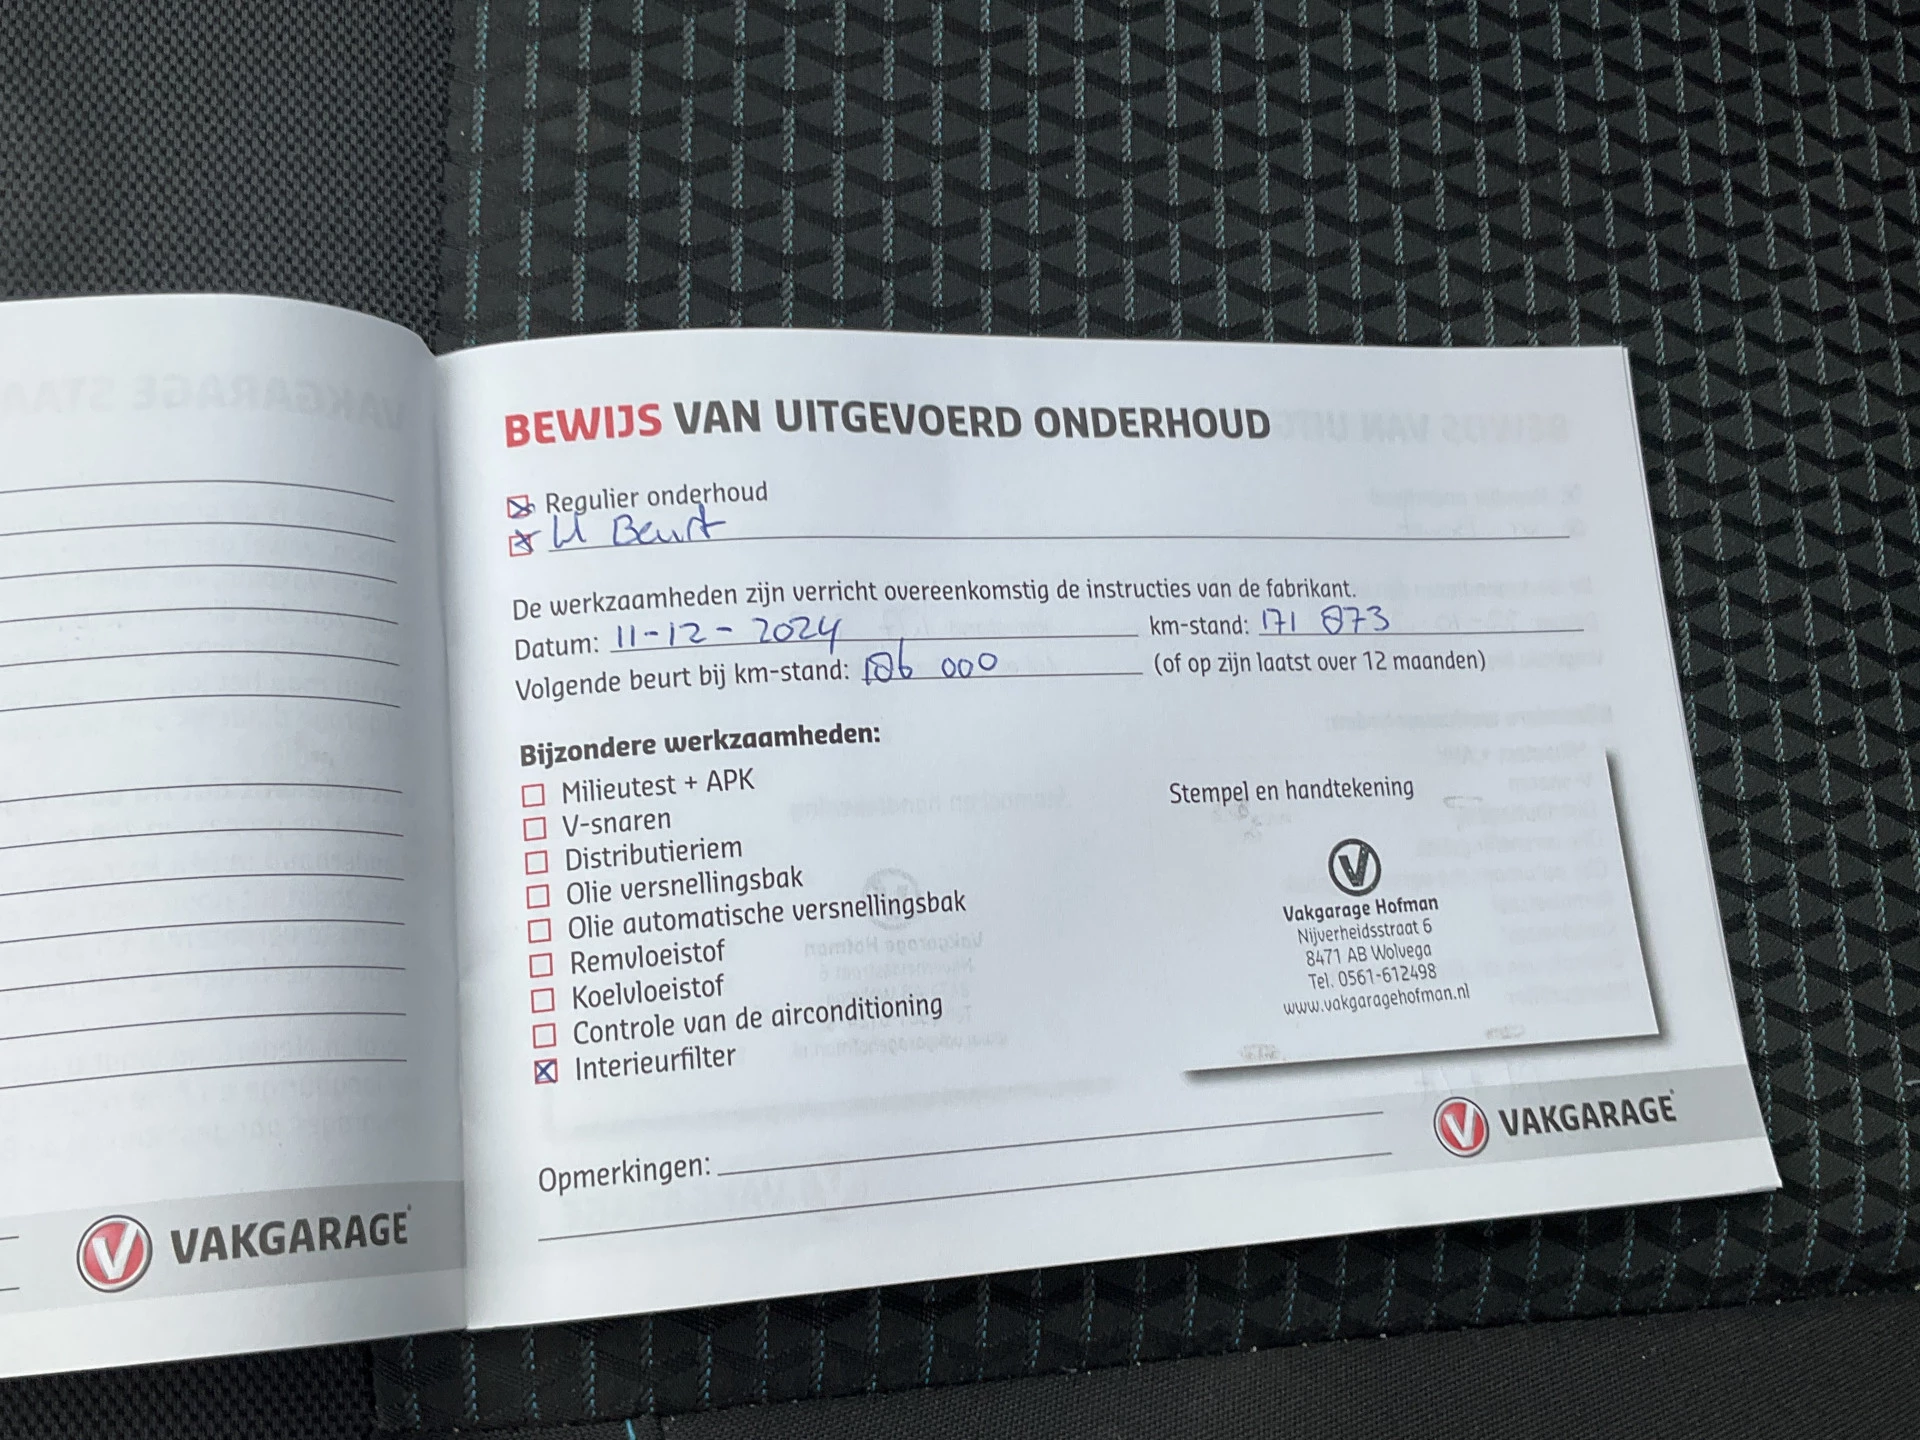 BEWIJS VAN UITGEVOERD ONDERHOUD
Regulier onderhoud
U Beurt
De werkzaamheden zijn verricht overeenkomstig de instructies van de fabrikant.
Datum: 11-12-2024 km-stand: 171 873
Volgende beurt bij km-stand: 186 000 (of op zijn laatst over 12 maanden)
Bijzondere werkzaamheden:
Milieutest + APK
V-snaren
Distributieriem
Olie versnellingsbak
Olie automatische versnellingsbak
Remvloeistof
Koelvloeistof
Controle van de airconditioning
Interieurfilter
Stempel en handtekening
Vakgarage Hofman
Nijverheidsstraat 6
8471 AB Wolvega
Tel. 0561-612498
www.vakgaragehofman.nl
Opmerkingen:
VAKGARAGE
VAKGARAGE